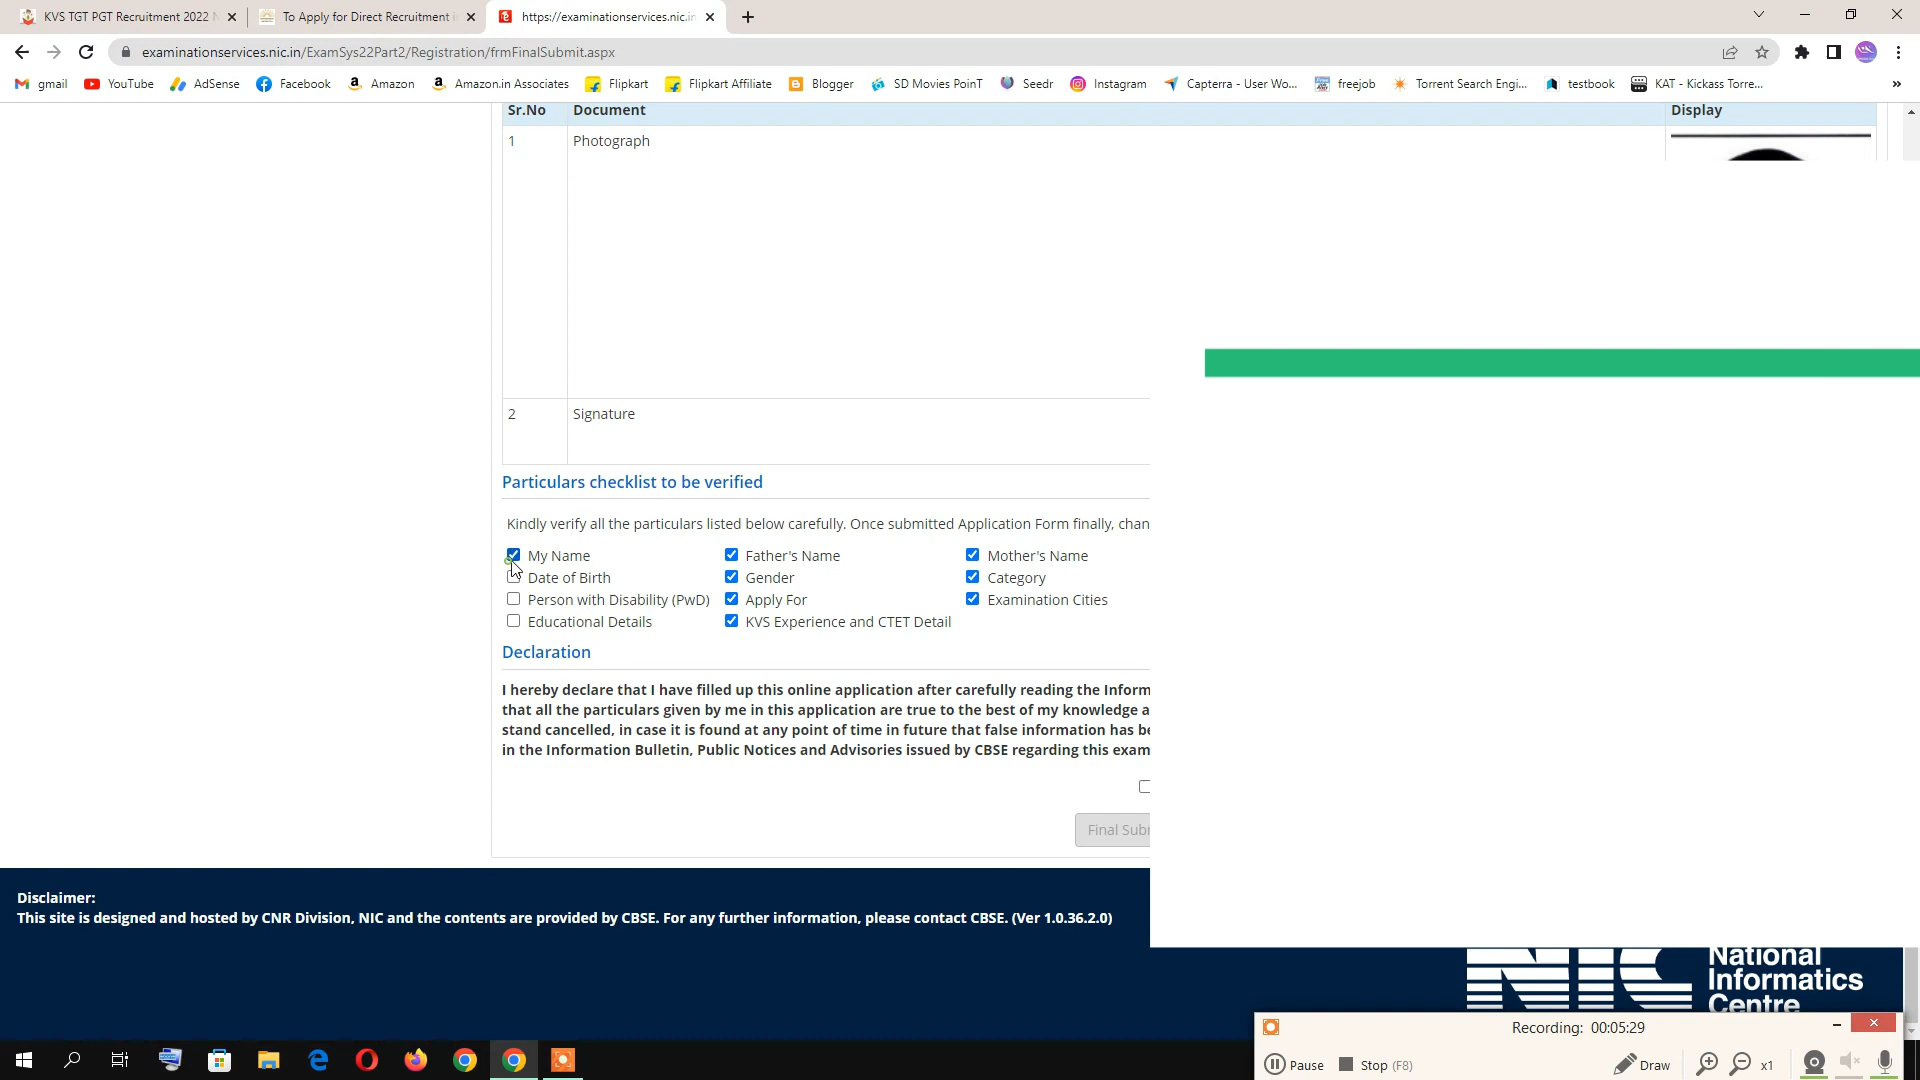 KVS TGT PGT Recruitment 2022
To Apply for Direct Recruitment i
https://examinationservices.nic.in
examinationservices.nic.in/ExamSys22Part2/Registration/frmFinalSubmit.aspx
gmail YouTube AdSense Facebook Amazon Amazon.in Associates Flipkart Flipkart Affiliate Blogger SD Movies PoinT Seedr Instagram Capterra - User Wo... freejob Torrent Search Engi... testbook KAT - Kickass Torre... »
Sr.No Document Display
1 Photograph
2 Signature
Particulars checklist to be verified
Kindly verify all the particulars listed below carefully. Once submitted Application Form finally, chan
My Name Father's Name Mother's Name
Date of Birth Gender Category
Person with Disability (PwD) Apply For Examination Cities
Educational Details KVS Experience and CTET Detail
Declaration
I hereby declare that I have filled up this online application after carefully reading the Inform
that all the particulars given by me in this application are true to the best of my knowledge a
stand cancelled, in case it is found at any point of time in future that false information has be
in the Information Bulletin, Public Notices and Advisories issued by CBSE regarding this exam
Final Subr
Disclaimer:
This site is designed and hosted by CNR Division, NIC and the contents are provided by CBSE. For any further information, please contact CBSE. (Ver 1.0.36.2.0)
NIC National
Informatics
Centre
Recording: 00:05:29
Pause Stop (F8) Draw x1